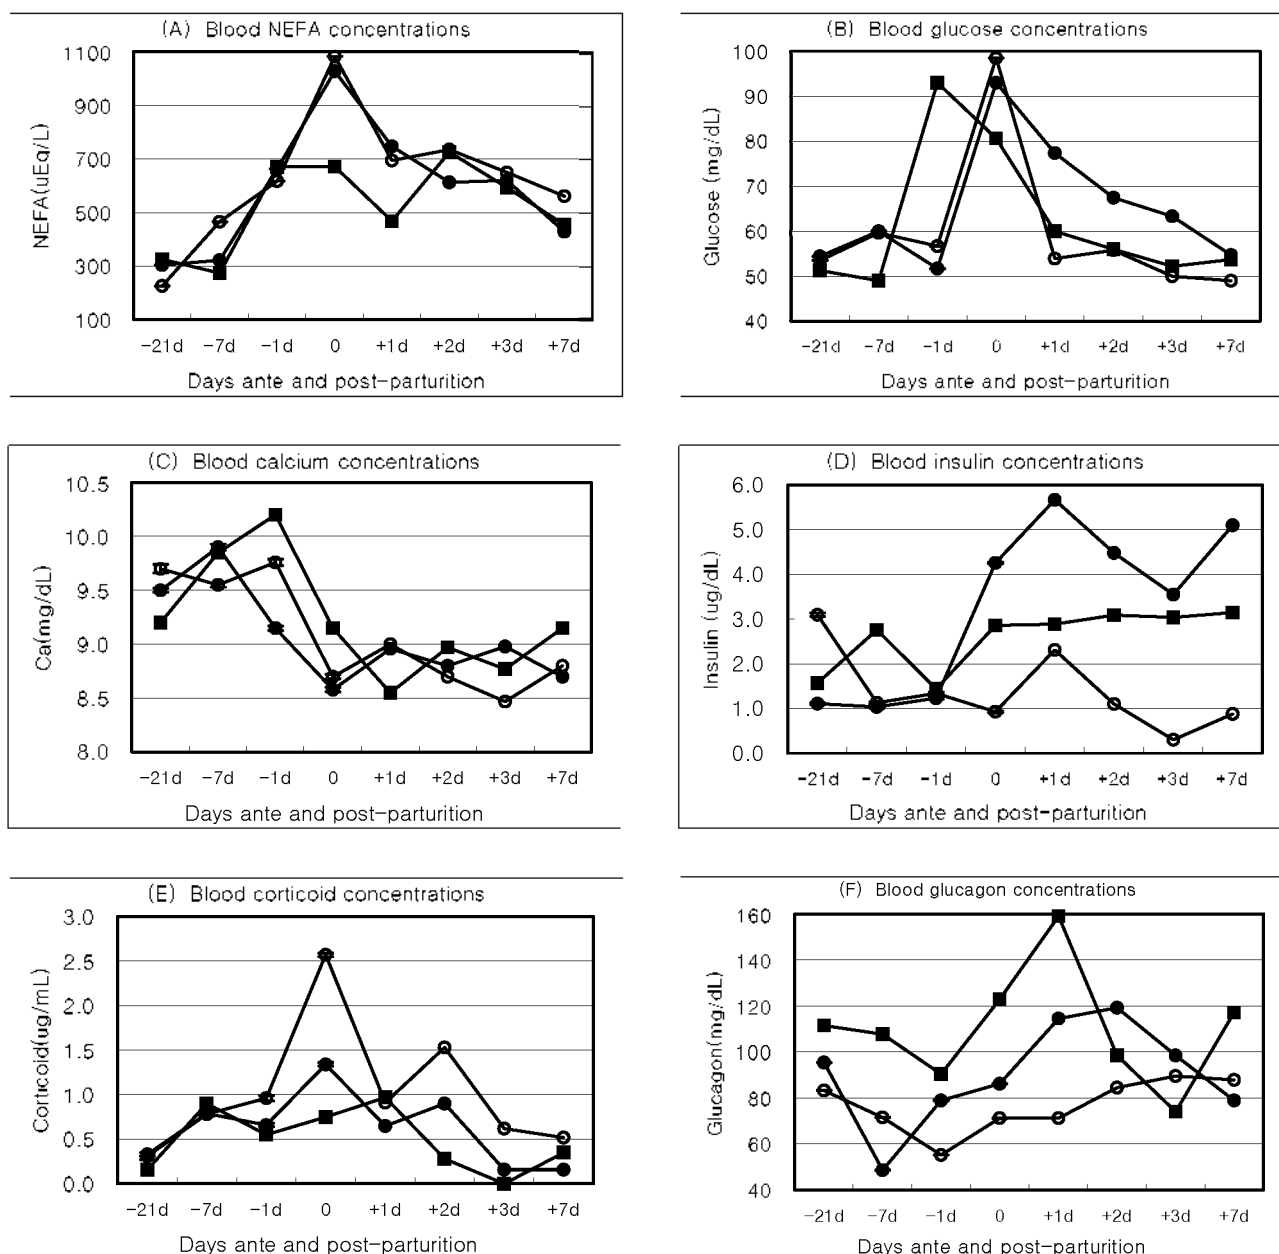 (A) Blood NEFA concentrations
1100
900
700
500
300
100
NEFA(uEq/L)
-21d -7d -1d 0 +1d +2d +3d +7d
Days ante and post-parturition
(B) Blood glucose concentrations
100
90
80
70
60
50
40
Glucose (mg/dL)
-21d -7d -1d 0 +1d +2d +3d +7d
Days ante and post-parturition
(C) Blood calcium concentrations
10.5
10.0
9.5
9.0
8.5
8.0
Ca(mg/dL)
-21d -7d -1d 0 +1d +2d +3d +7d
Days ante and post-parturition
(D) Blood insulin concentrations
6.0
5.0
4.0
3.0
2.0
1.0
0.0
Insulin (ug/dL)
-21d -7d -1d 0 +1d +2d +3d +7d
Days ante and post-parturition
(E) Blood corticoid concentrations
3.0
2.5
2.0
1.5
1.0
0.5
0.0
Corticoid(ug/mL)
-21d -7d -1d 0 +1d +2d +3d +7d
Days ante and post-parturition
(F) Blood glucagon concentrations
160
140
120
100
80
60
40
Glucagon(mg/dL)
-21d -7d -1d 0 +1d +2d +3d +7d
Days ante and post-parturition